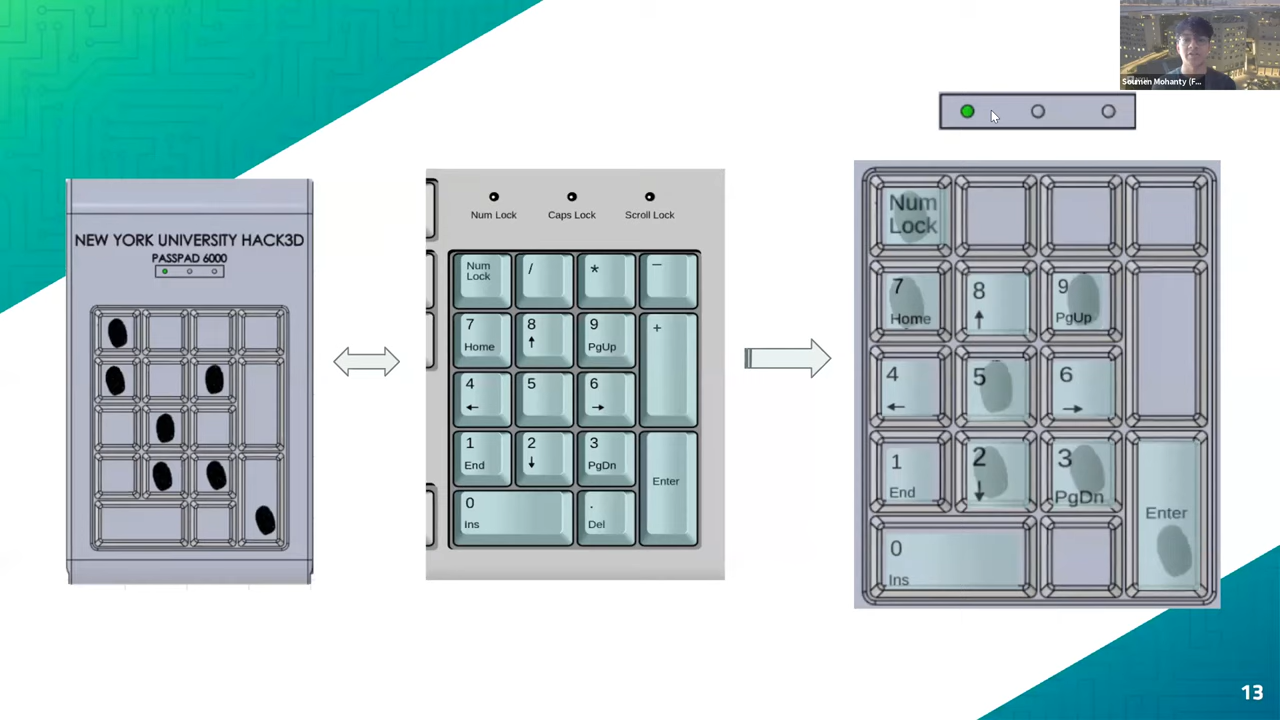 Soumen Mohanty (F...
NEW YORK UNIVERSITY HACK3D
PASSPAD 6000
Num Lock
Caps Lock
Scroll Lock
Num
Lock
/
*
−
7
Home
8
↑
9
PgUp
+
4
←
5
6
→
1
End
2
↓
3
PgDn
Enter
0
Ins
.
Del
Num
Lock
7
Home
8
↑
9
PgUp
4
←
5
6
→
1
End
2
↓
3
PgDn
Enter
0
Ins
13